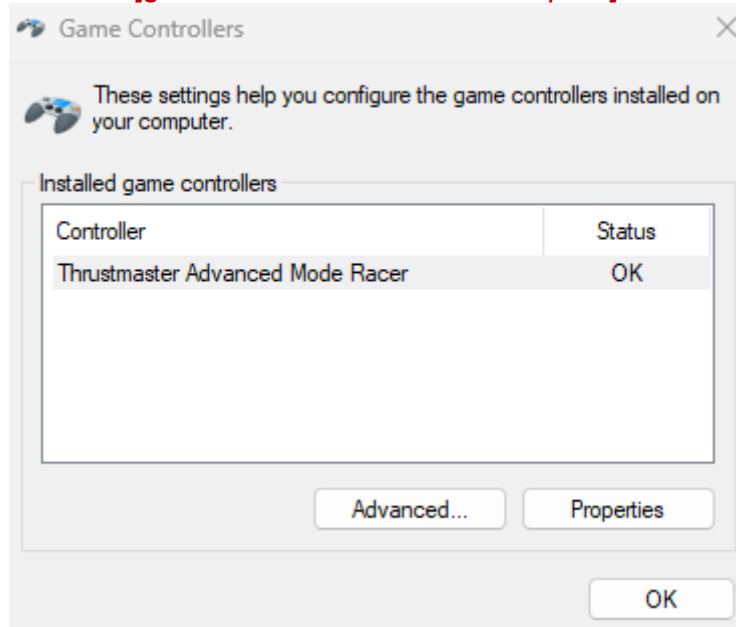 Game Controllers
These settings help you configure the game controllers installed on
your computer.
Installed game controllers
Controller Status
Thrustmaster Advanced Mode Racer OK
Advanced... Properties
OK